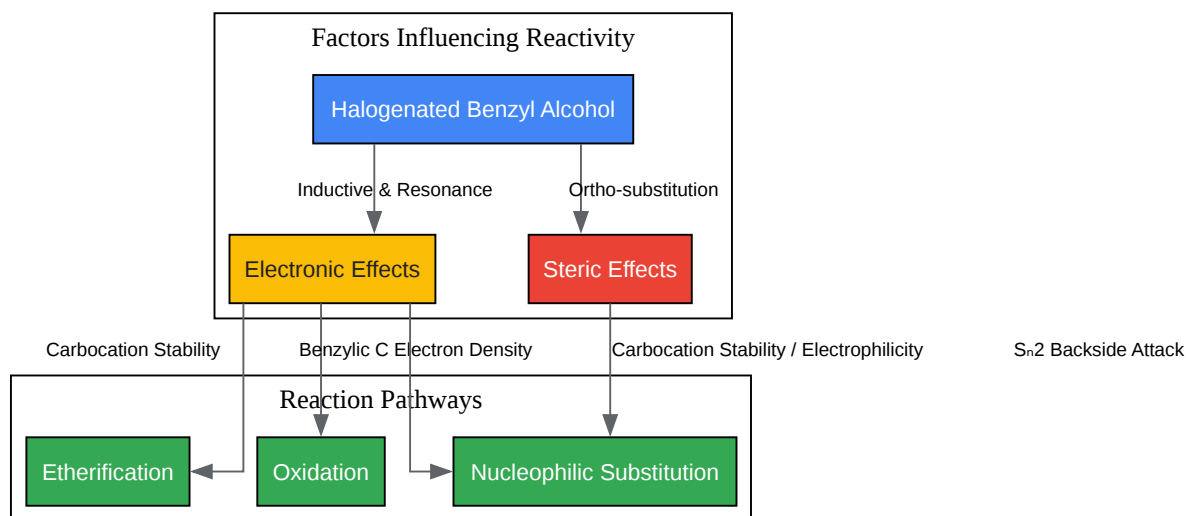 Factors Influencing Reactivity
Halogenated Benzyl Alcohol
Inductive & Resonance
Ortho-substitution
Electronic Effects
Steric Effects
Carbocation Stability
Benzylic C Electron Density
Carbocation Stability / Electrophilicity
Sₙ2 Backside Attack
Reaction Pathways
Etherification
Oxidation
Nucleophilic Substitution